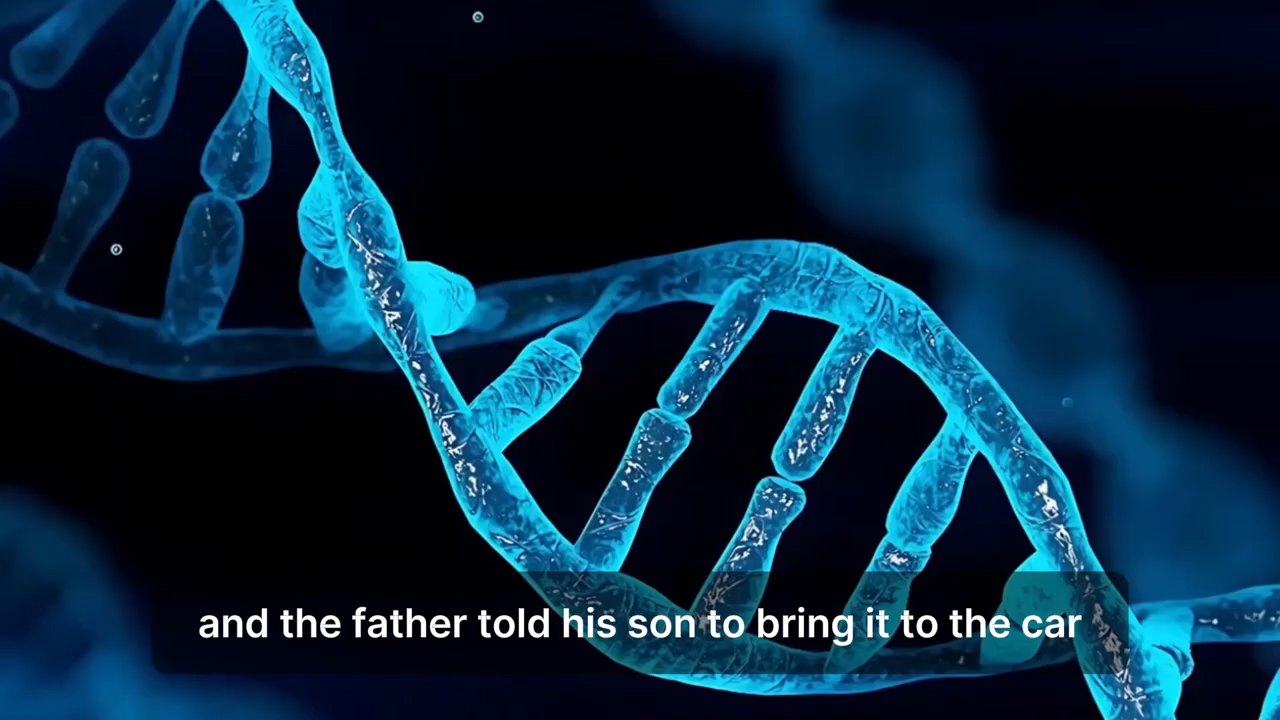 and the father told his son to bring it to the car